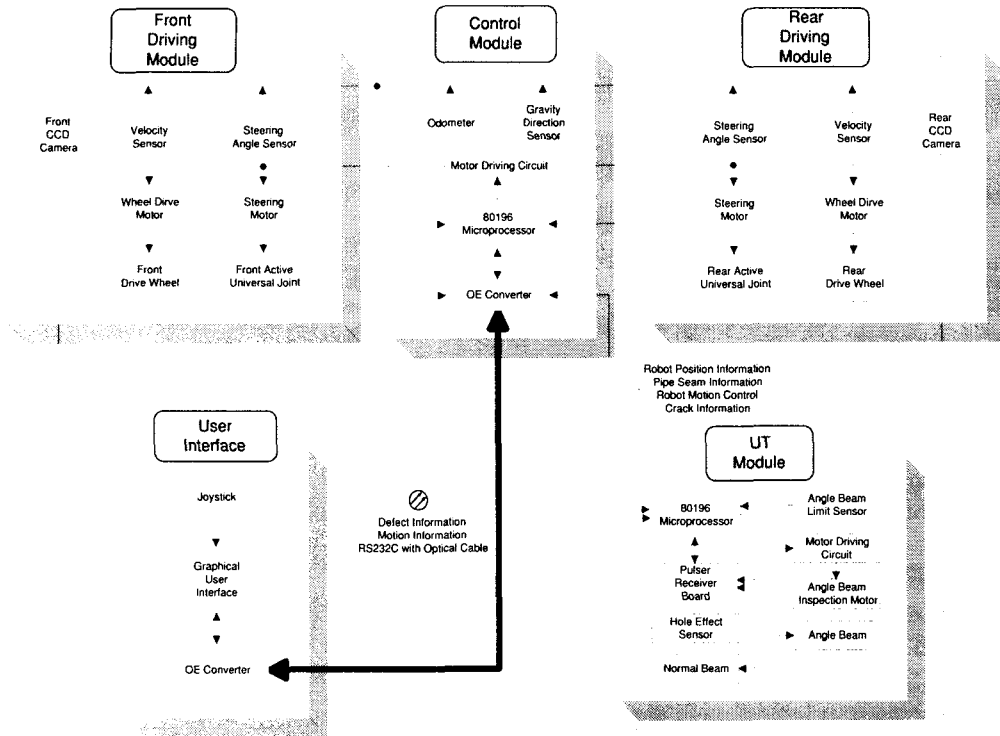 Front
Driving
Module
Front
CCD
Camera
Velocity
Sensor
Steering
Angle Sensor
Wheel Dirve
Motor
Steering
Motor
Front
Drive Wheel
Front Active
Universal Joint
Control
Module
Odometer
Gravity
Direction
Sensor
Motor Driving Circuit
80196
Microprocessor
OE Converter
Rear
Driving
Module
Steering
Angle Sensor
Velocity
Sensor
Rear
CCD
Camera
Steering
Motor
Wheel Dirve
Motor
Rear Active
Universal Joint
Rear
Drive Wheel
Robot Position Information
Pipe Seam Information
Robot Motion Control
Crack Information
User
Interface
Joystick
Graphical
User
Interface
OE Converter
Defect Information
Motion Information
RS232C with Optical Cable
UT
Module
80196
Microprocessor
Angle Beam
Limit Sensor
Motor Driving
Circuit
Pulser
Receiver
Board
Angle Beam
Inspection Motor
Hole Effect
Sensor
Angle Beam
Normal Beam